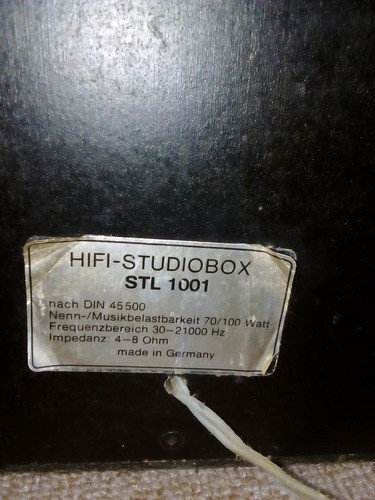 HIFI-STUDIOBOX
STL 1001
nach DIN 45500
Nenn-/Musikbelastbarkeit 70/100 Watt
Frequenzbereich 30-21000 Hz
Impedanz: 4-8 Ohm
made in Germany